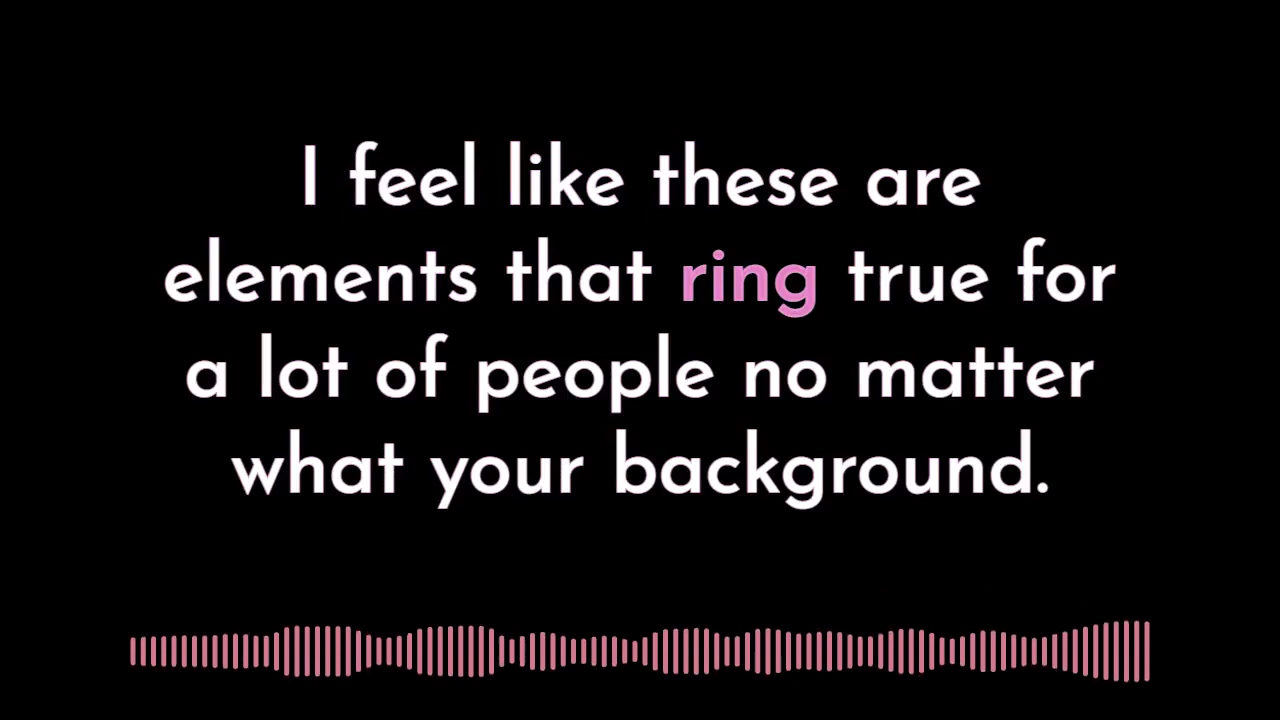 I feel like these are
elements that ring true for
a lot of people no matter
what your background.